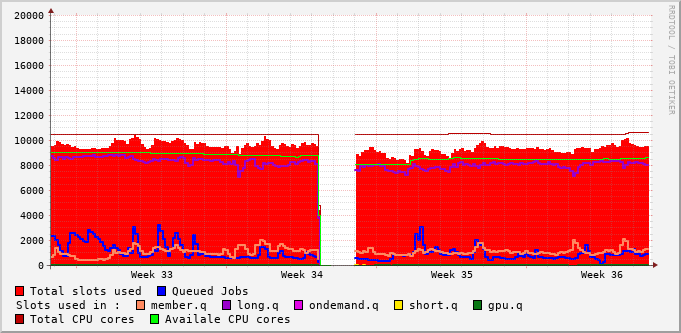 RRDTOOL / TOBI OETIKER
20000
18000
16000
14000
12000
10000
8000
6000
4000
2000
0
Week 33 Week 34 Week 35 Week 36
Total slots used Queued Jobs
Slots used in : member.q long.q ondemand.q short.q gpu.q
Total CPU cores Availale CPU cores